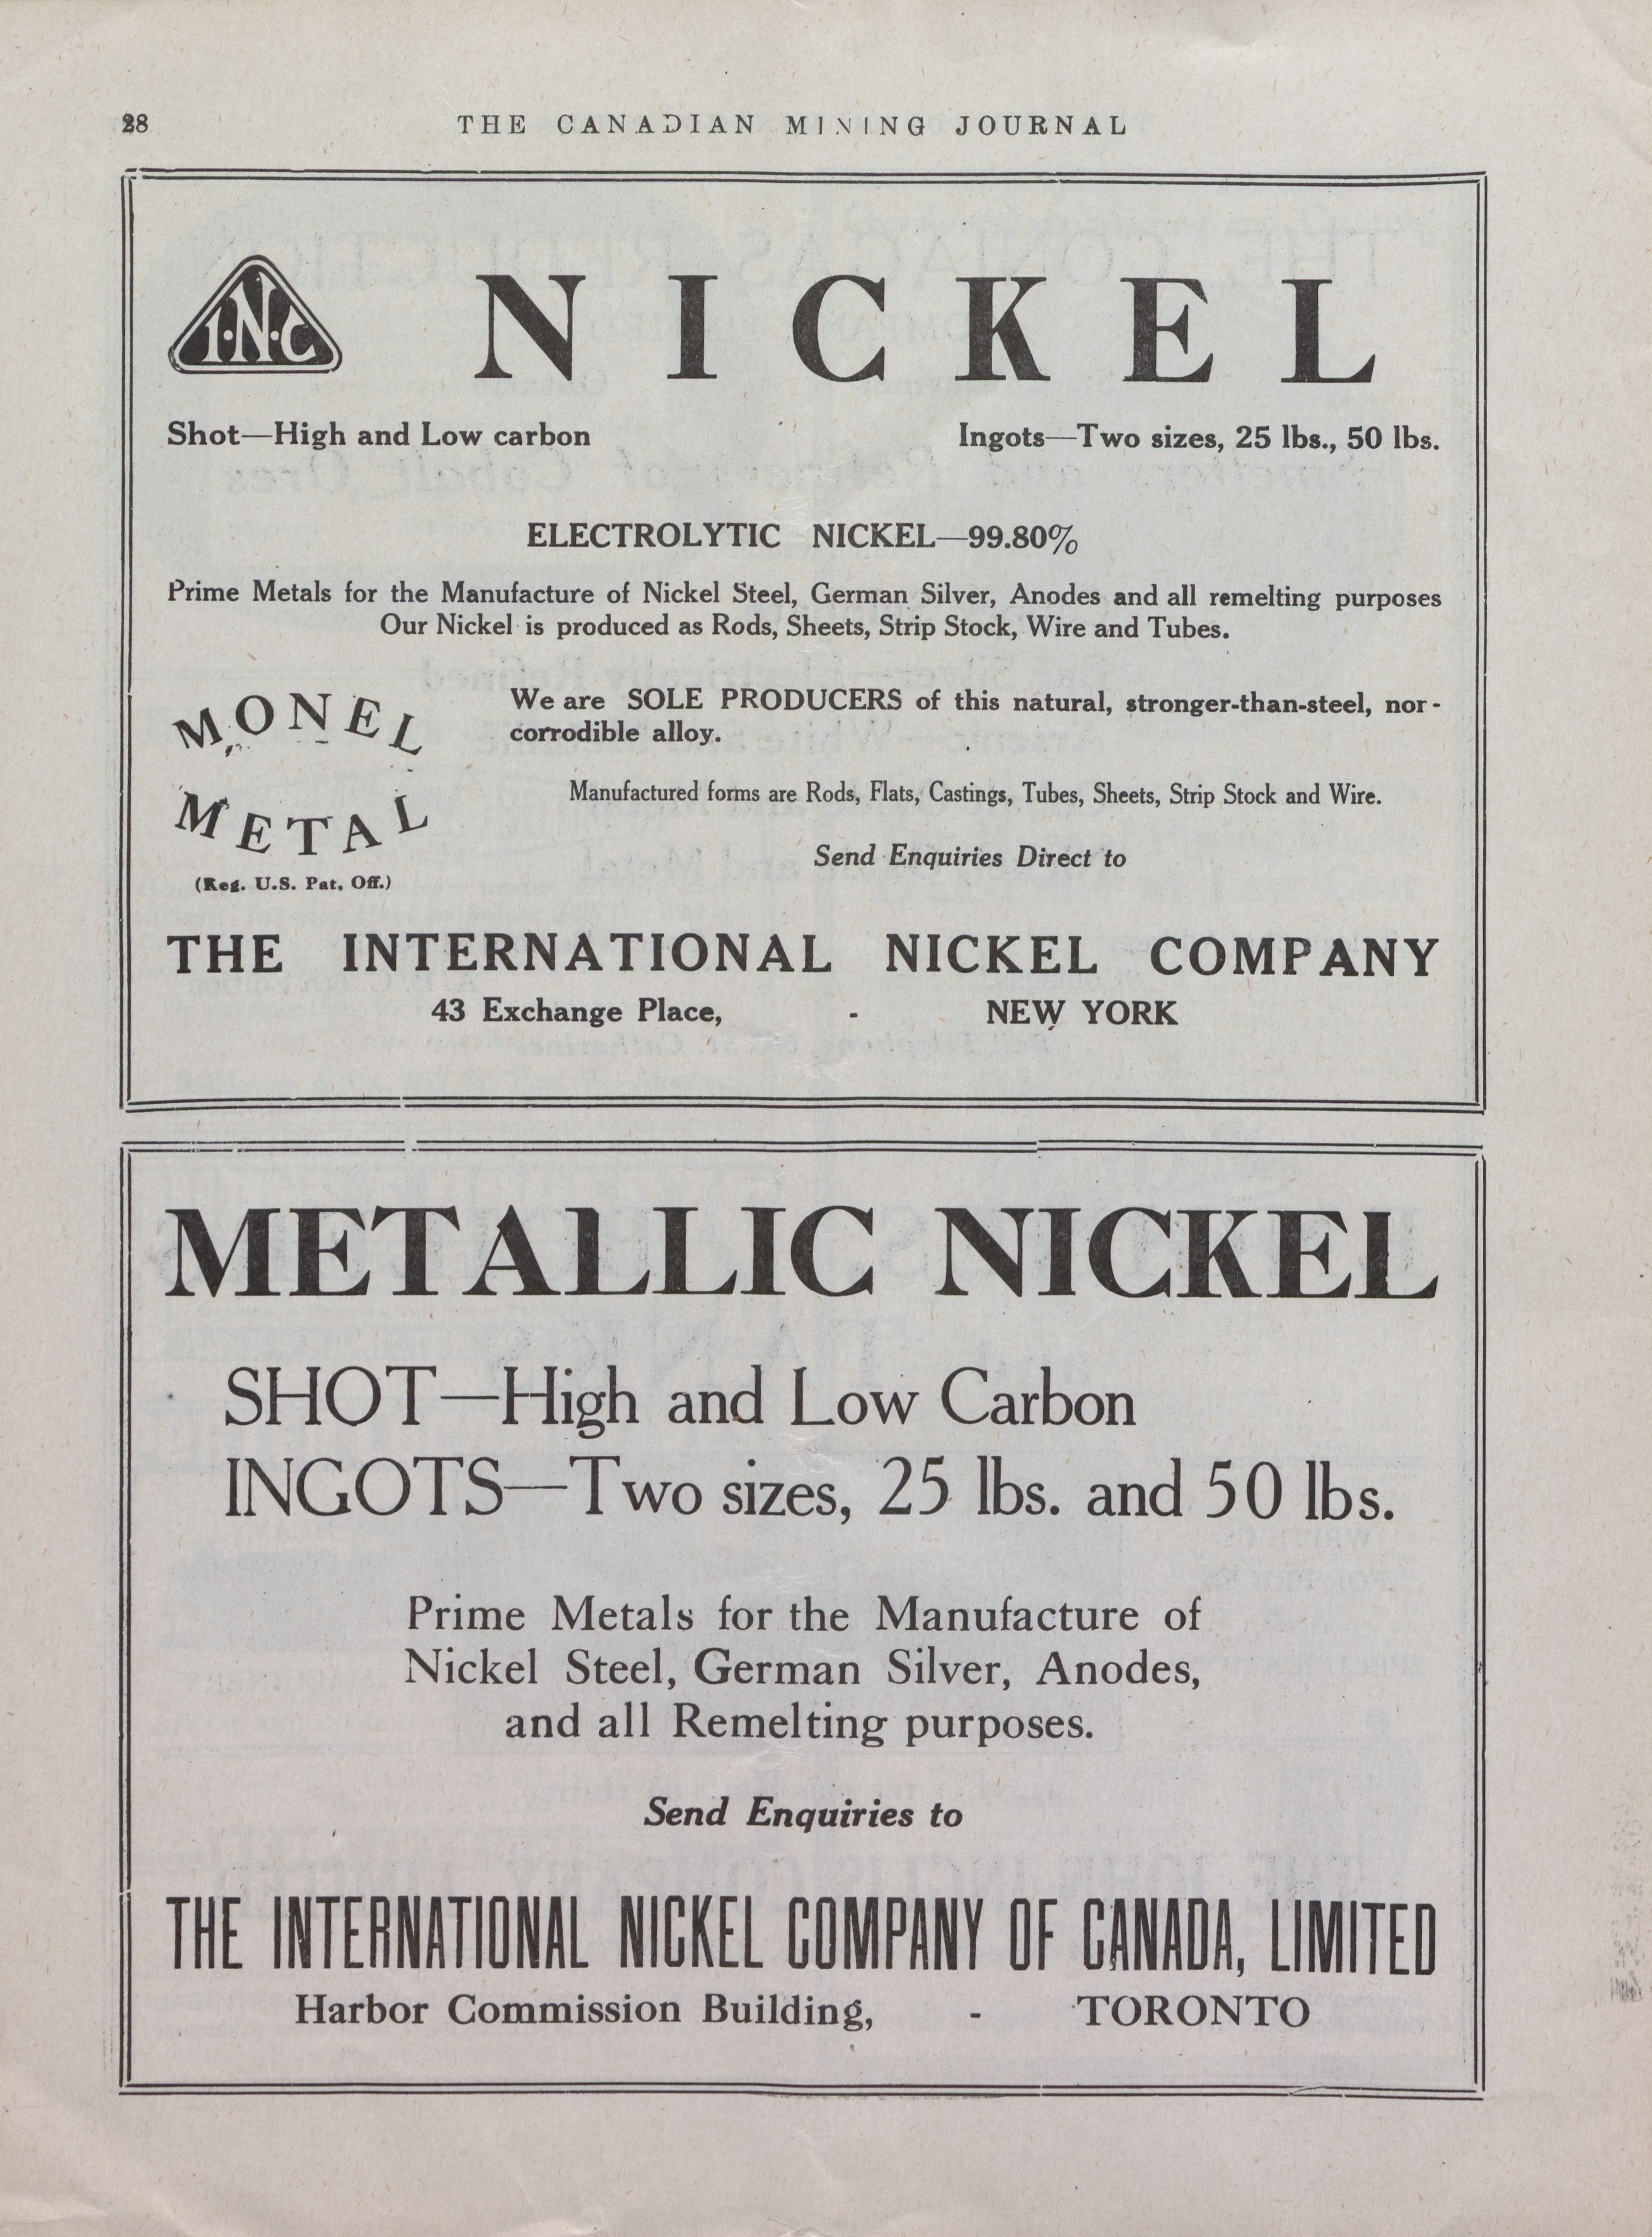 28 THE CANADIAN MINING JOURNAL
I·N·C
NICKEL
Shot—High and Low carbon Ingots—Two sizes, 25 lbs., 50 lbs.
ELECTROLYTIC NICKEL—99.80%
Prime Metals for the Manufacture of Nickel Steel, German Silver, Anodes and all remelting purposes
Our Nickel is produced as Rods, Sheets, Strip Stock, Wire and Tubes.
MONEL
METAL
(Reg. U.S. Pat. Off.)
We are SOLE PRODUCERS of this natural, stronger-than-steel, nor-
corrodible alloy.
Manufactured forms are Rods, Flats, Castings, Tubes, Sheets, Strip Stock and Wire.
Send Enquiries Direct to
THE INTERNATIONAL NICKEL COMPANY
43 Exchange Place, - NEW YORK
METALLIC NICKEL
SHOT—High and Low Carbon
INGOTS—Two sizes, 25 lbs. and 50 lbs.
Prime Metals for the Manufacture of
Nickel Steel, German Silver, Anodes,
and all Remelting purposes.
Send Enquiries to
THE INTERNATIONAL NICKEL COMPANY OF CANADA, LIMITED
Harbor Commission Building, - TORONTO